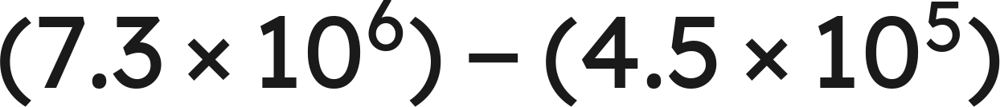 (7.3 × 10⁶) − (4.5 × 10⁵)